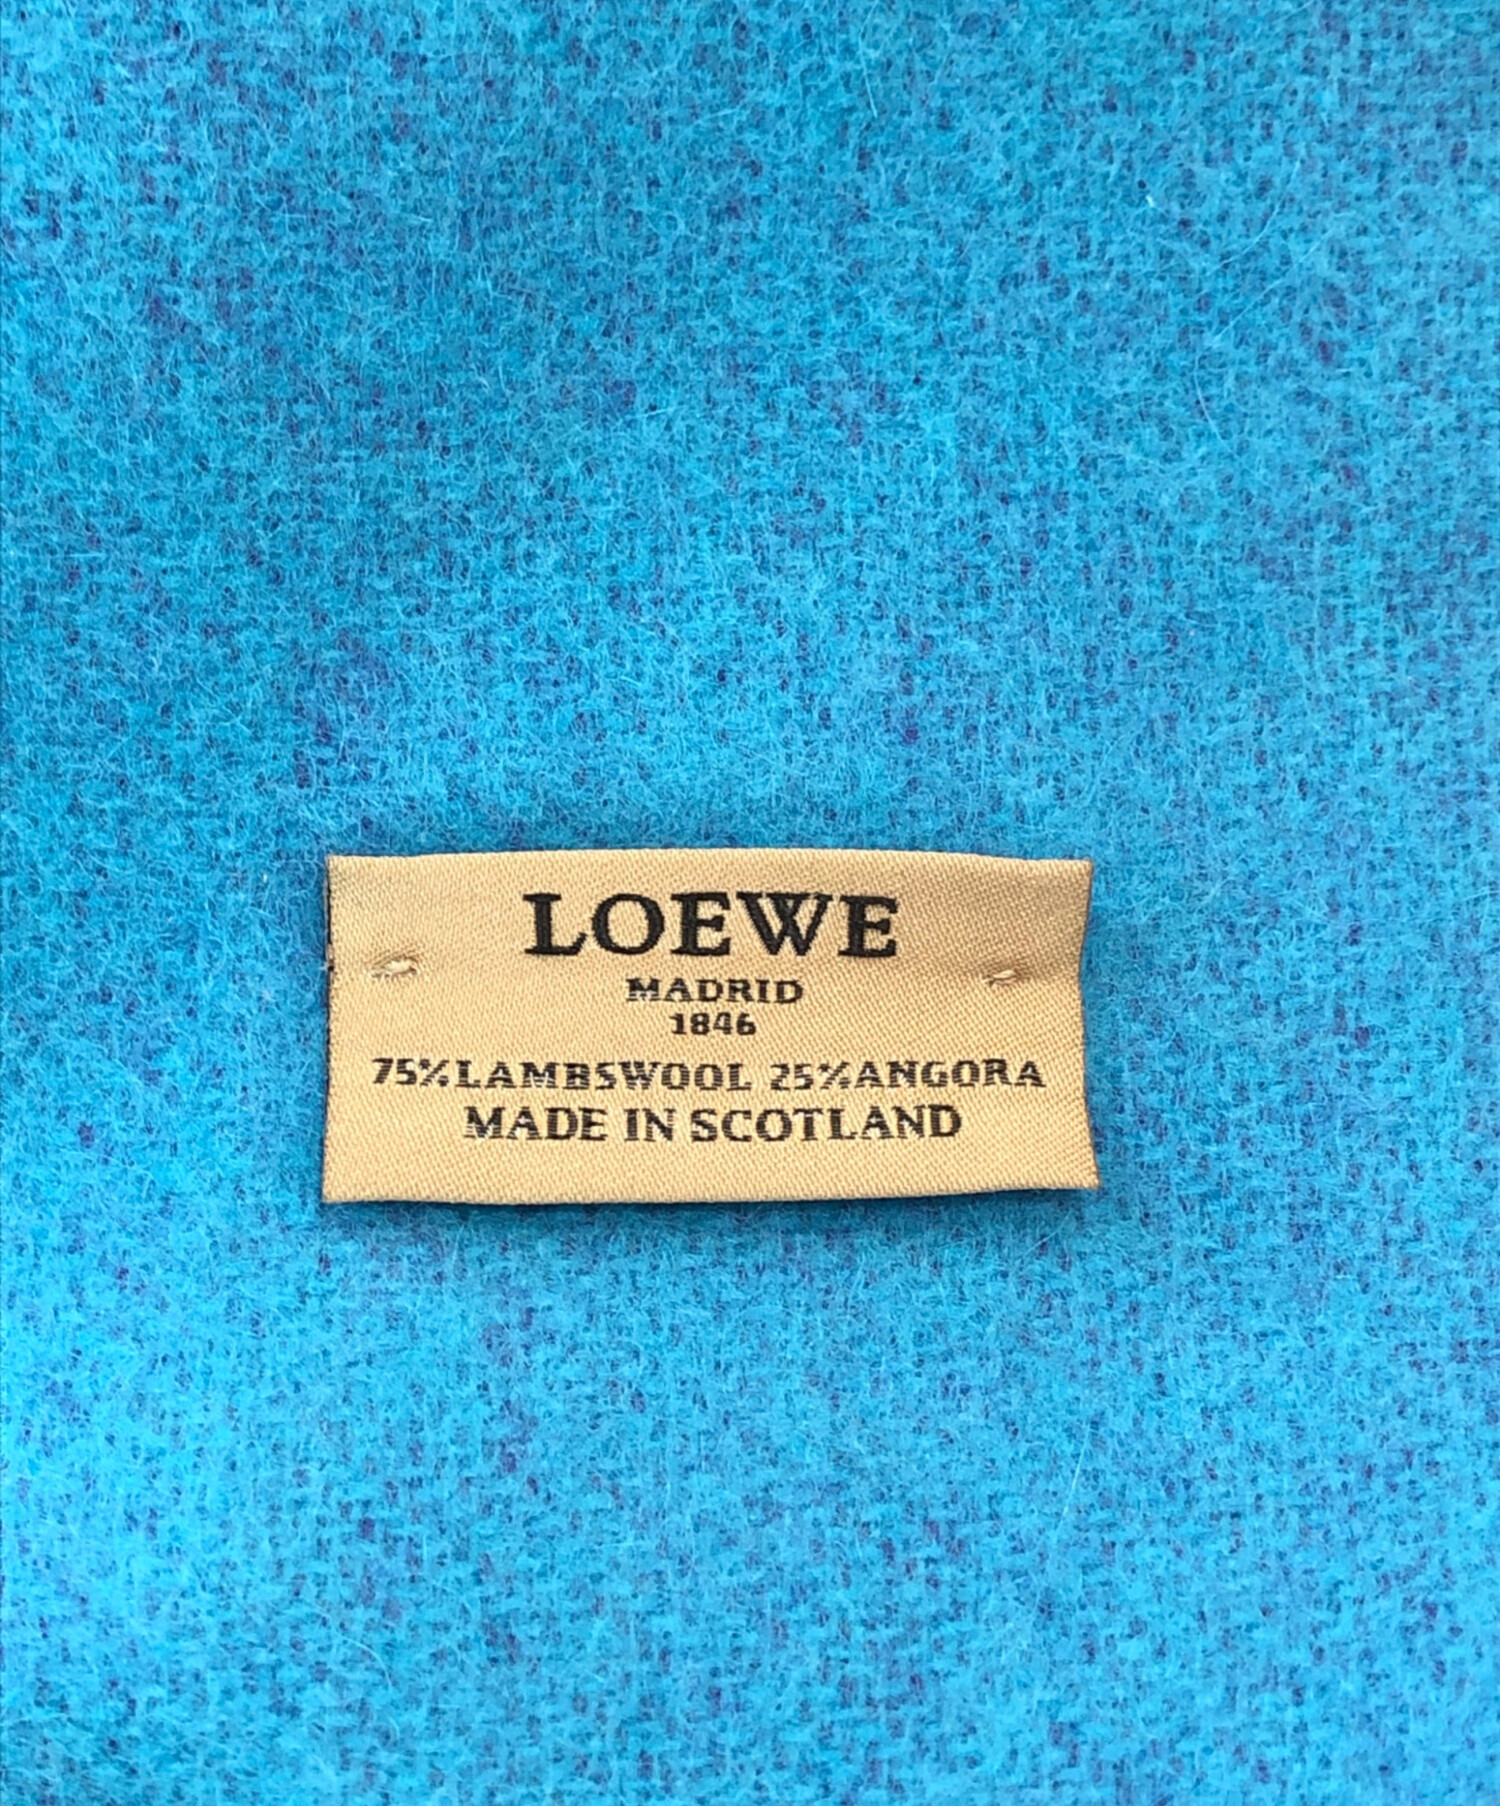 LOEWE
MADRID
1846
75%LAMBSWOOL 25%ANGORA
MADE IN SCOTLAND